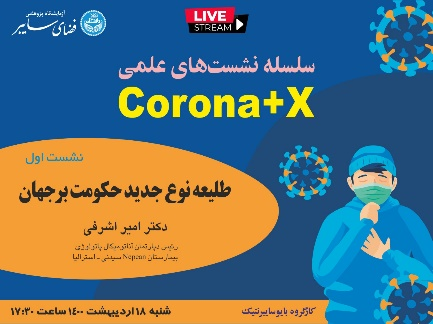 آزمایشگاه پژوهشی
فضای سایبر
LIVE
STREAM
سلسله نشست‌های علمی
Corona+X
نشست اول
طلیعه نوع جدید حکومت بر جهان
دکتر امیر اشرفی
رئیس دپارتمان آناتومیکال پاتولوژی
بیمارستان Nepean سیدنی - استرالیا
شنبه ۱۸ اردیبهشت ۱۴۰۰ ساعت ۱۷:۳۰
کارگروه بایوسایبرنتیک